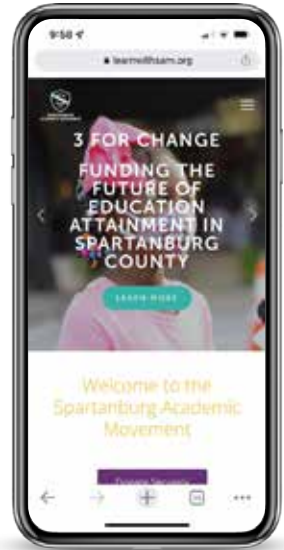 9:58
learnwithsam.org
3 FOR CHANGE
FUNDING THE
FUTURE OF
EDUCATION
ATTAINMENT IN
SPARTANBURG
COUNTY
LEARN MORE
Welcome to the
Spartanburg Academic
Movement